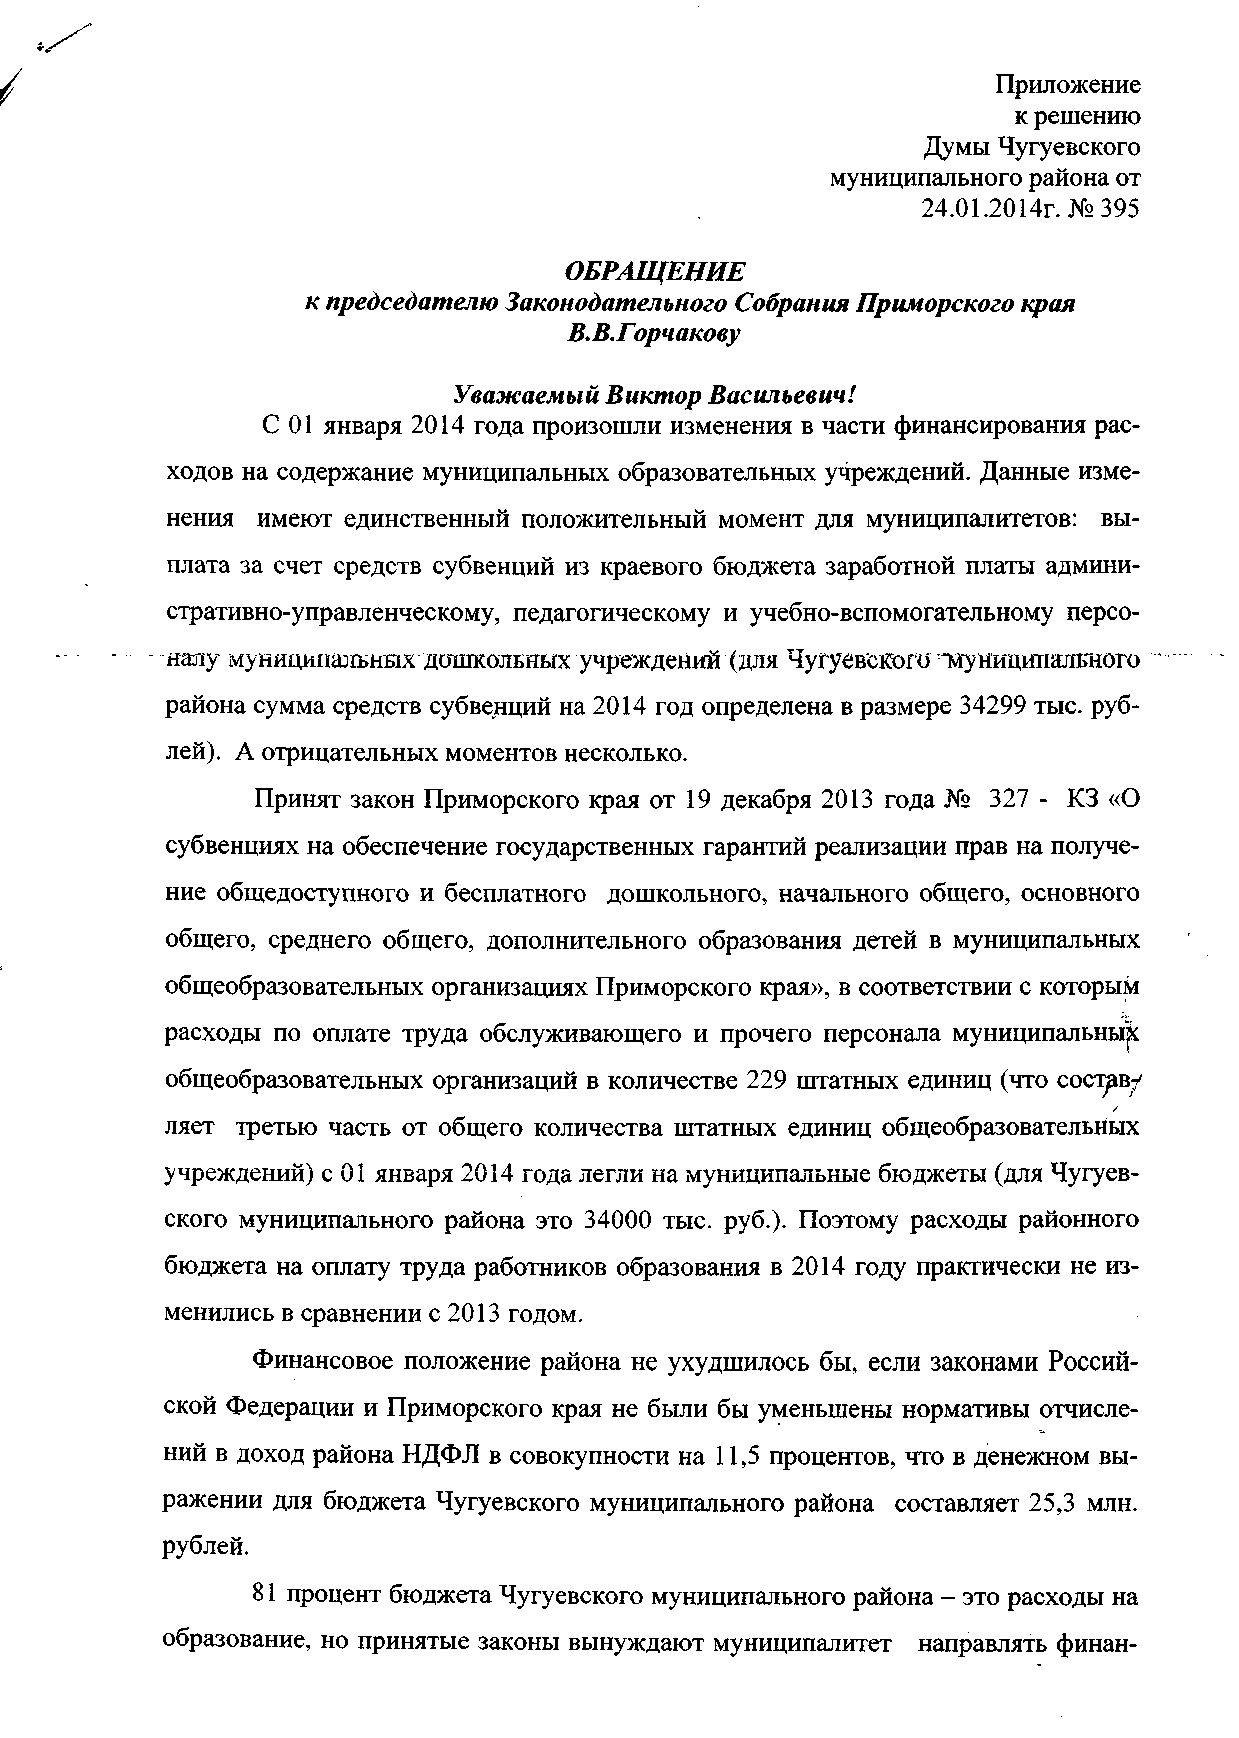 Приложение
к решению
Думы Чугуевского
муниципального района от
24.01.2014г. № 395
ОБРАЩЕНИЕ
к председателю Законодательного Собрания Приморского края
В.В.Горчакову
Уважаемый Виктор Васильевич!
С 01 января 2014 года произошли изменения в части финансирования рас-
ходов на содержание муниципальных образовательных учреждений. Данные изме-
нения имеют единственный положительный момент для муниципалитетов: вы-
плата за счет средств субвенций из краевого бюджета заработной платы админи-
стративно-управленческому, педагогическому и учебно-вспомогательному персо-
налу муниципальных дошкольных учреждений (для Чугуевского муниципального
района сумма средств субвенций на 2014 год определена в размере 34299 тыс. руб-
лей). А отрицательных моментов несколько.
Принят закон Приморского края от 19 декабря 2013 года № 327 - КЗ «О
субвенциях на обеспечение государственных гарантий реализации прав на получе-
ние общедоступного и бесплатного дошкольного, начального общего, основного
общего, среднего общего, дополнительного образования детей в муниципальных
общеобразовательных организациях Приморского края», в соответствии с которым
расходы по оплате труда обслуживающего и прочего персонала муниципальных
общеобразовательных организаций в количестве 229 штатных единиц (что состав-
ляет третью часть от общего количества штатных единиц общеобразовательных
учреждений) с 01 января 2014 года легли на муниципальные бюджеты (для Чугуев-
ского муниципального района это 34000 тыс. руб.). Поэтому расходы районного
бюджета на оплату труда работников образования в 2014 году практически не из-
менились в сравнении с 2013 годом.
Финансовое положение района не ухудшилось бы, если законами Россий-
ской Федерации и Приморского края не были бы уменьшены нормативы отчисле-
ний в доход района НДФЛ в совокупности на 11,5 процентов, что в денежном вы-
ражении для бюджета Чугуевского муниципального района составляет 25,3 млн.
рублей.
81 процент бюджета Чугуевского муниципального района – это расходы на
образование, но принятые законы вынуждают муниципалитет направлять финан-